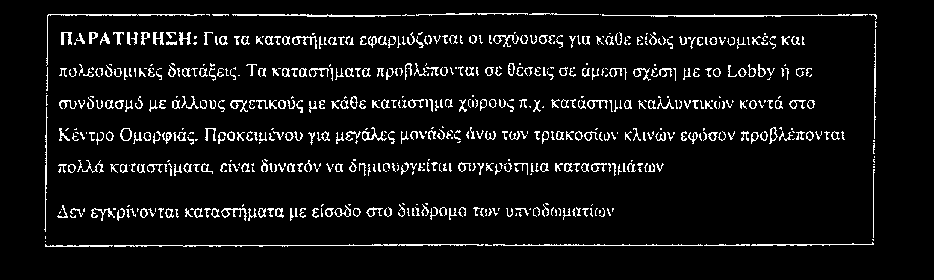 ΠΑΡΑΤΗΡΗΣΗ: Για τα καταστήματα εφαρμόζονται οι ισχύουσες για κάθε είδος υγειονομικές και
πολεοδομικές διατάξεις. Τα καταστήματα προβλέπονται σε θέσεις σε άμεση σχέση με το Lobby ή σε
συνδυασμό με άλλους σχετικούς με κάθε κατάστημα χώρους π.χ. κατάστημα καλλυντικών κοντά στο
Κέντρο Ομορφιάς. Προκειμένου για μεγάλες μονάδες άνω των τριακοσίων κλινών εφόσον προβλέπονται
πολλά καταστήματα, είναι δυνατόν να δημιουργείται συγκρότημα καταστημάτων
Δεν εγκρίνονται καταστήματα με είσοδο στο διάδρομο των υπνοδωματίων